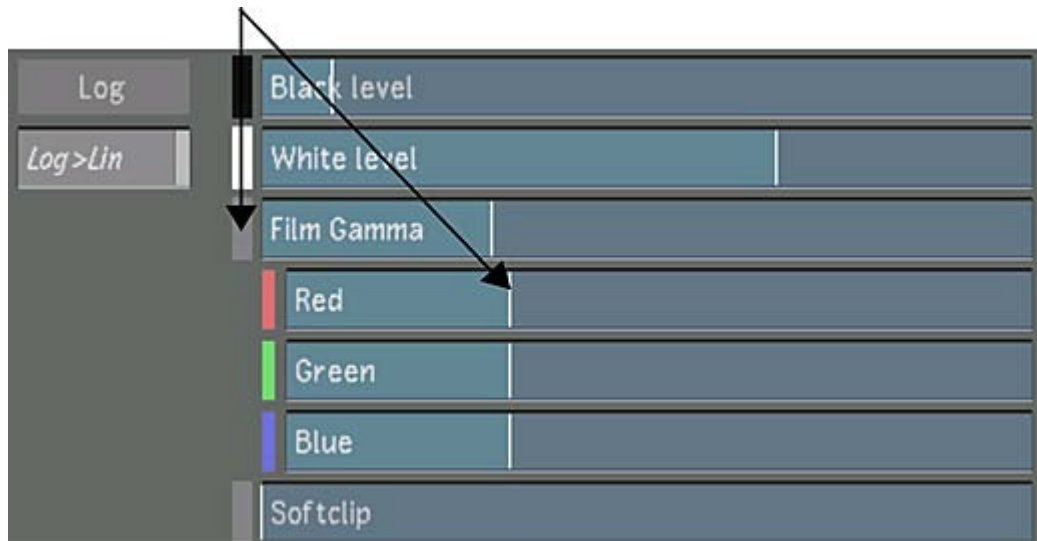 Log
Black level
Log>Lin
White level
Film Gamma
Red
Green
Blue
Softclip